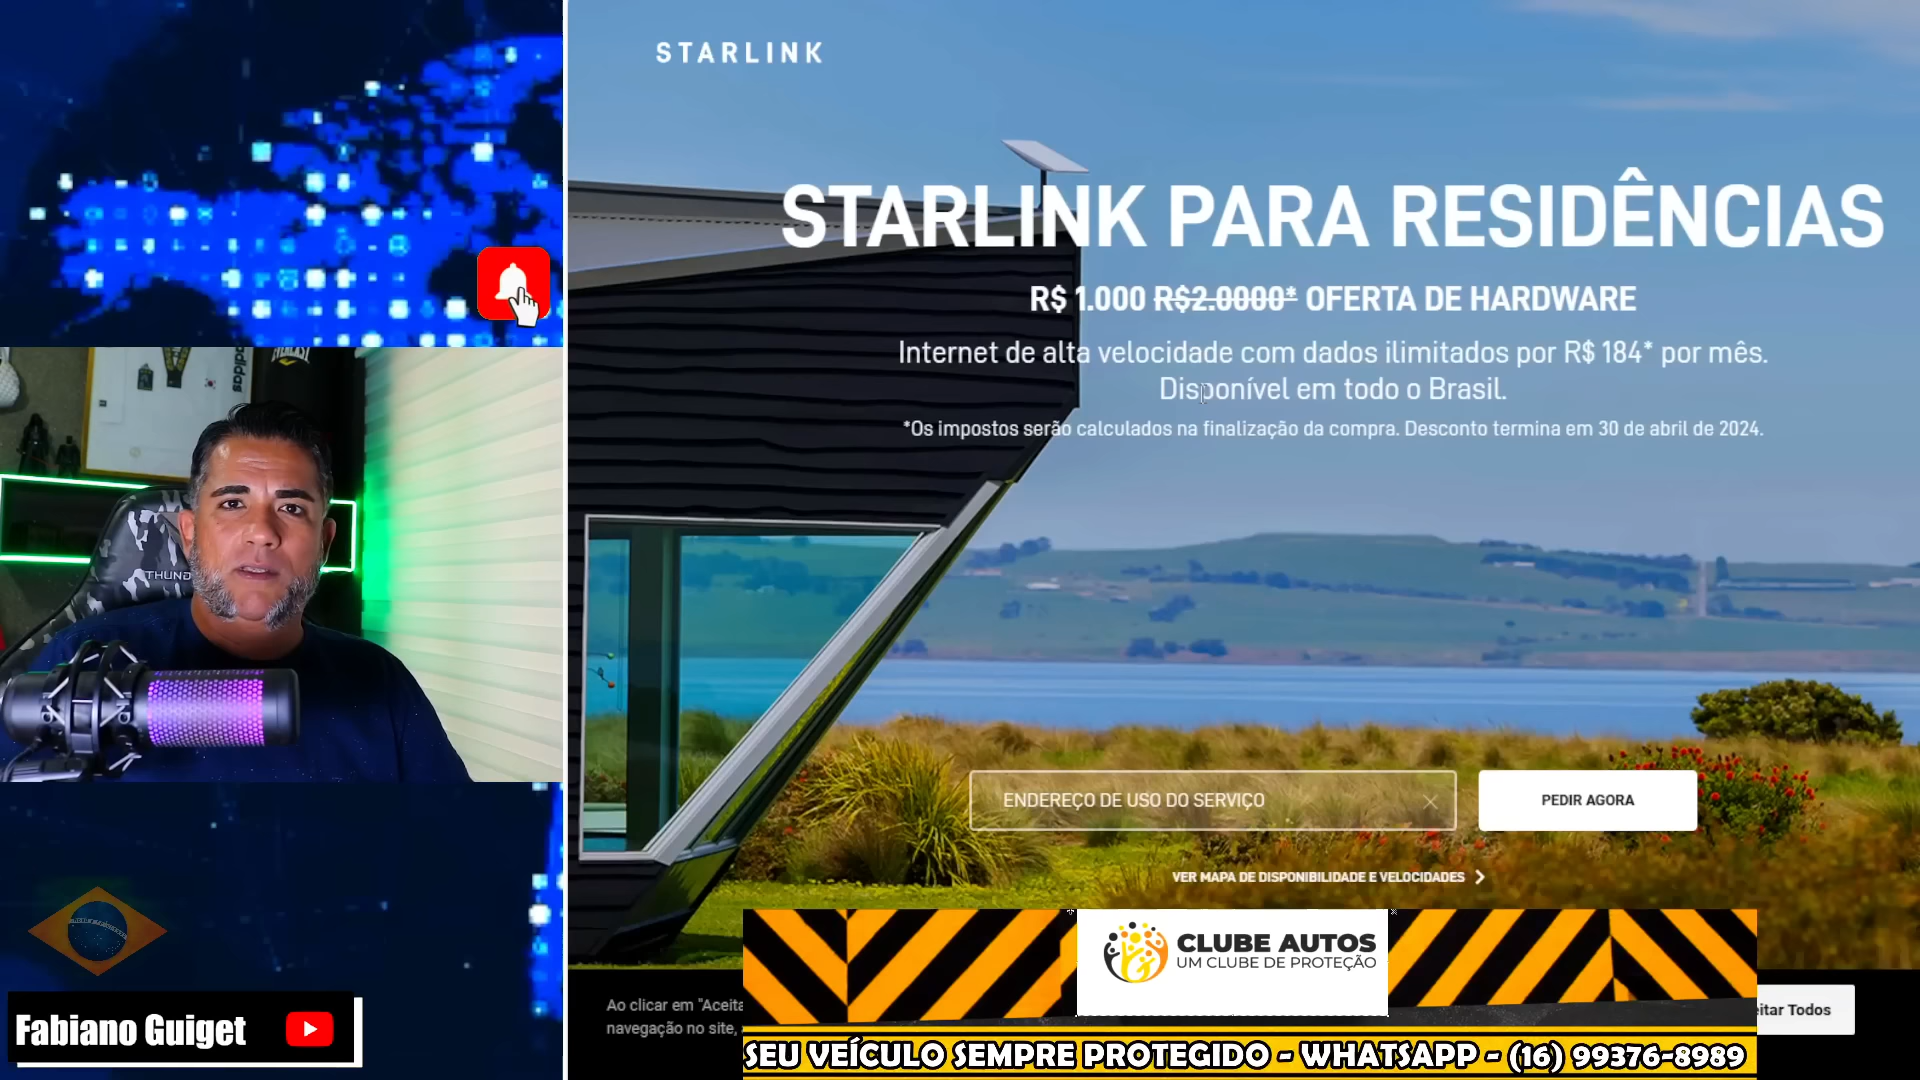 STARLINK
STARLINK PARA RESIDÊNCIAS
R$ 1.000 R$2.0000* OFERTA DE HARDWARE
Internet de alta velocidade com dados ilimitados por R$ 184* por mês.
Disponível em todo o Brasil.
*Os impostos serão calculados na finalização da compra. Desconto termina em 30 de abril de 2024.
ENDEREÇO DE USO DO SERVIÇO
PEDIR AGORA
VER MAPA DE DISPONIBILIDADE E VELOCIDADES
Ao clicar em "Aceita
navegação no site,
eitar Todos
CLUBE AUTOS
UM CLUBE DE PROTEÇÃO
SEU VEÍCULO SEMPRE PROTEGIDO - WHATSAPP - (16) 99376-8989
adidas
EVERLAST
THUND
Fabiano Guiget